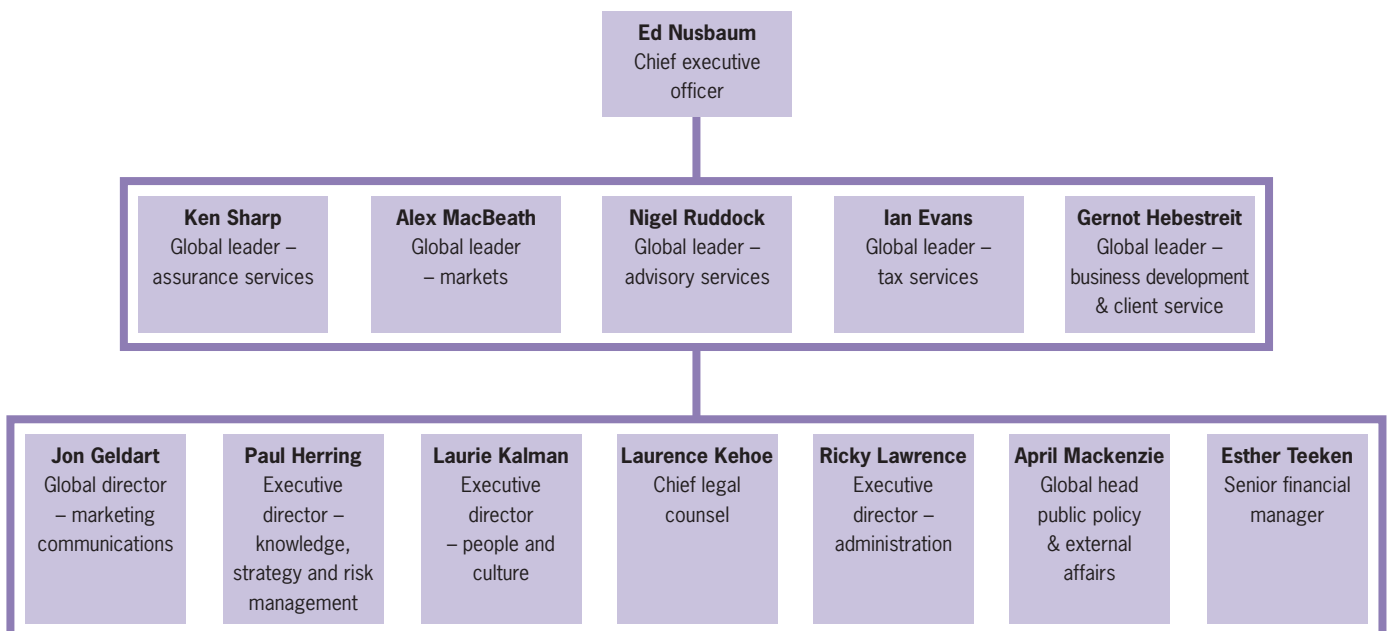 Ed Nusbaum
Chief executive
officer
Ken Sharp
Global leader –
assurance services
Alex MacBeath
Global leader
– markets
Nigel Ruddock
Global leader –
advisory services
Ian Evans
Global leader –
tax services
Gernot Hebestreit
Global leader –
business development
& client service
Jon Geldart
Global director
– marketing
communications
Paul Herring
Executive
director –
knowledge,
strategy and risk
management
Laurie Kalman
Executive
director
– people and
culture
Laurence Kehoe
Chief legal
counsel
Ricky Lawrence
Executive
director –
administration
April Mackenzie
Global head
public policy
& external
affairs
Esther Teeken
Senior financial
manager